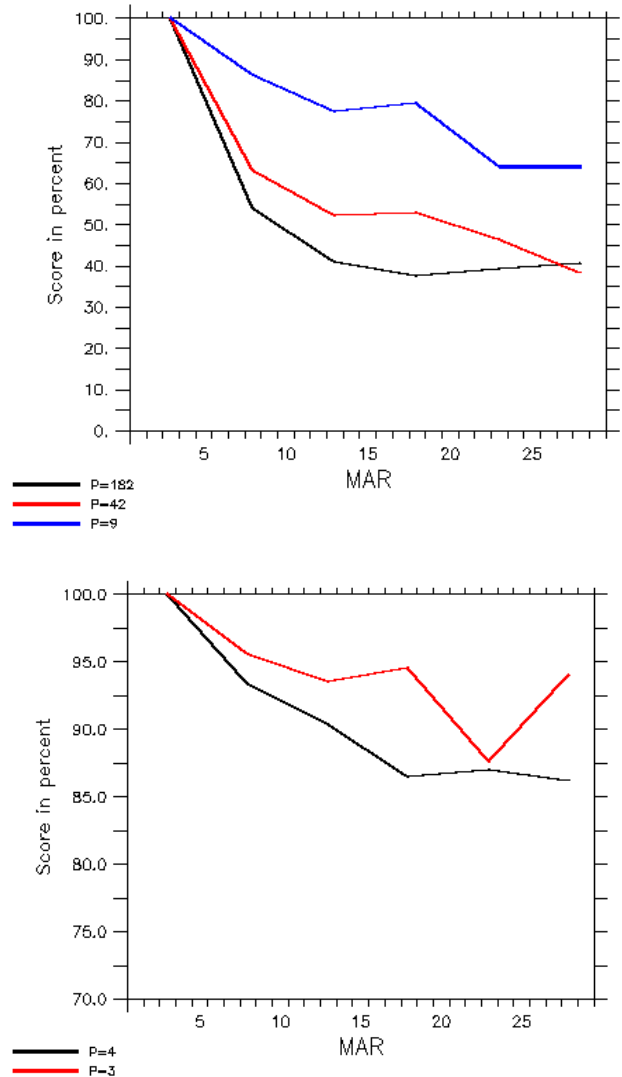 100.
90.
80.
70.
60.
50.
40.
30.
20.
10.
0.
Score in percent
5 10 15 20 25
MAR
P=182
P=42
P=9
100.0
95.0
90.0
85.0
80.0
75.0
70.0
Score in percent
5 10 15 20 25
MAR
P=4
P=3